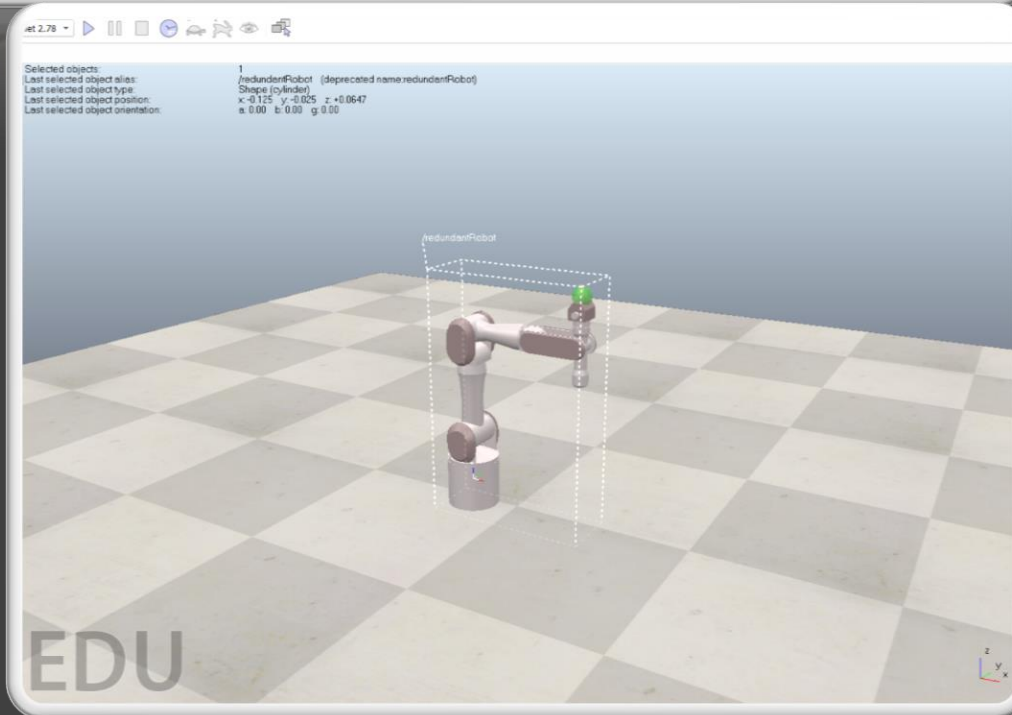 et 2.78
Selected objects: 1
Last selected object alias: /redundantRobot (deprecated name:redundantRobot)
Last selected object type: Shape (cylinder)
Last selected object position: x:-0.125 y:-0.025 z:+0.0647
Last selected object orientation: a:0.00 b:0.00 g:0.00
/redundantRobot
EDU
z
y
x